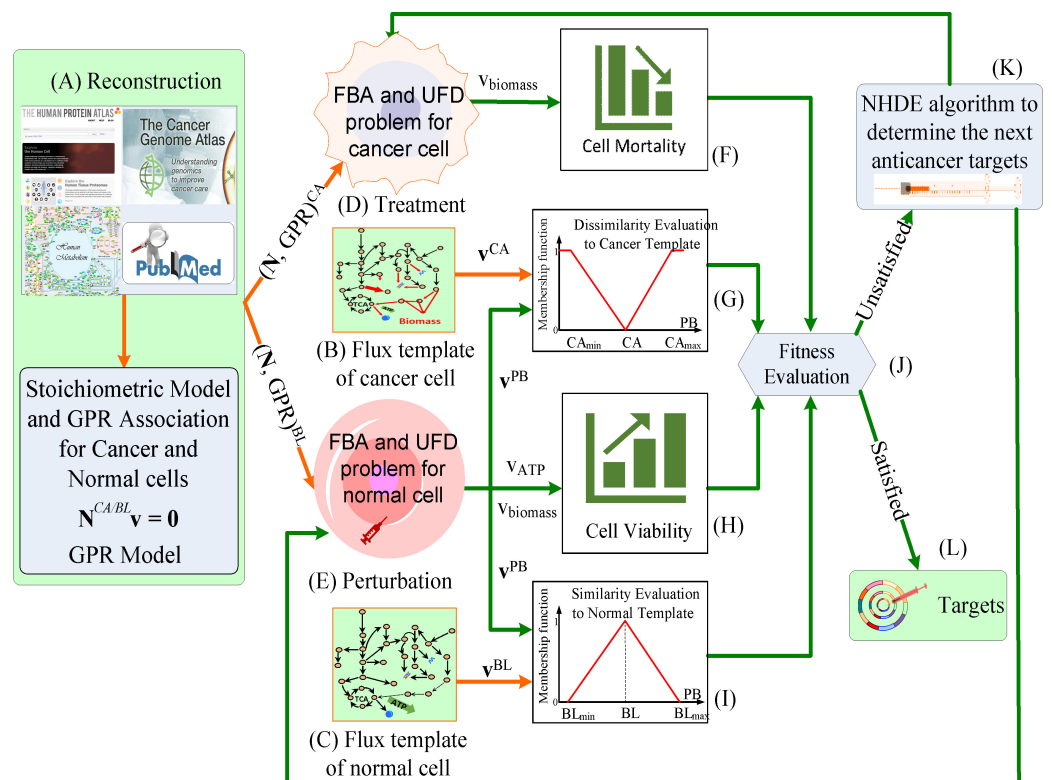 (A) Reconstruction
THE HUMAN PROTEIN ATLAS
The Cancer
Genome Atlas
Understanding
genomics
to improve
cancer care
Human
Metabolism
PubMed
Stoichiometric Model
and GPR Association
for Cancer and
Normal cells
N^CA/BL v = 0
GPR Model
(N, GPR)^CA
(N, GPR)^BL
FBA and UFD
problem for
cancer cell
(D) Treatment
TCA
ATP
Biomass
(B) Flux template
of cancer cell
FBA and UFD
problem for
normal cell
(E) Perturbation
TCA
ATP
(C) Flux template
of normal cell
v_biomass
v^CA
v^PB
v_ATP
v_biomass
v^PB
v^BL
Cell Mortality
(F)
Dissimilarity Evaluation
to Cancer Template
Membership function
1
0
PB
CA_min
CA
CA_max
(G)
Cell Viability
(H)
Similarity Evaluation
to Normal Template
Membership function
1
0
PB
BL_min
BL
BL_max
(I)
Fitness
Evaluation
(J)
Unsatisfied
Satisfied
(K)
NHDE algorithm to
determine the next
anticancer targets
(L)
Targets